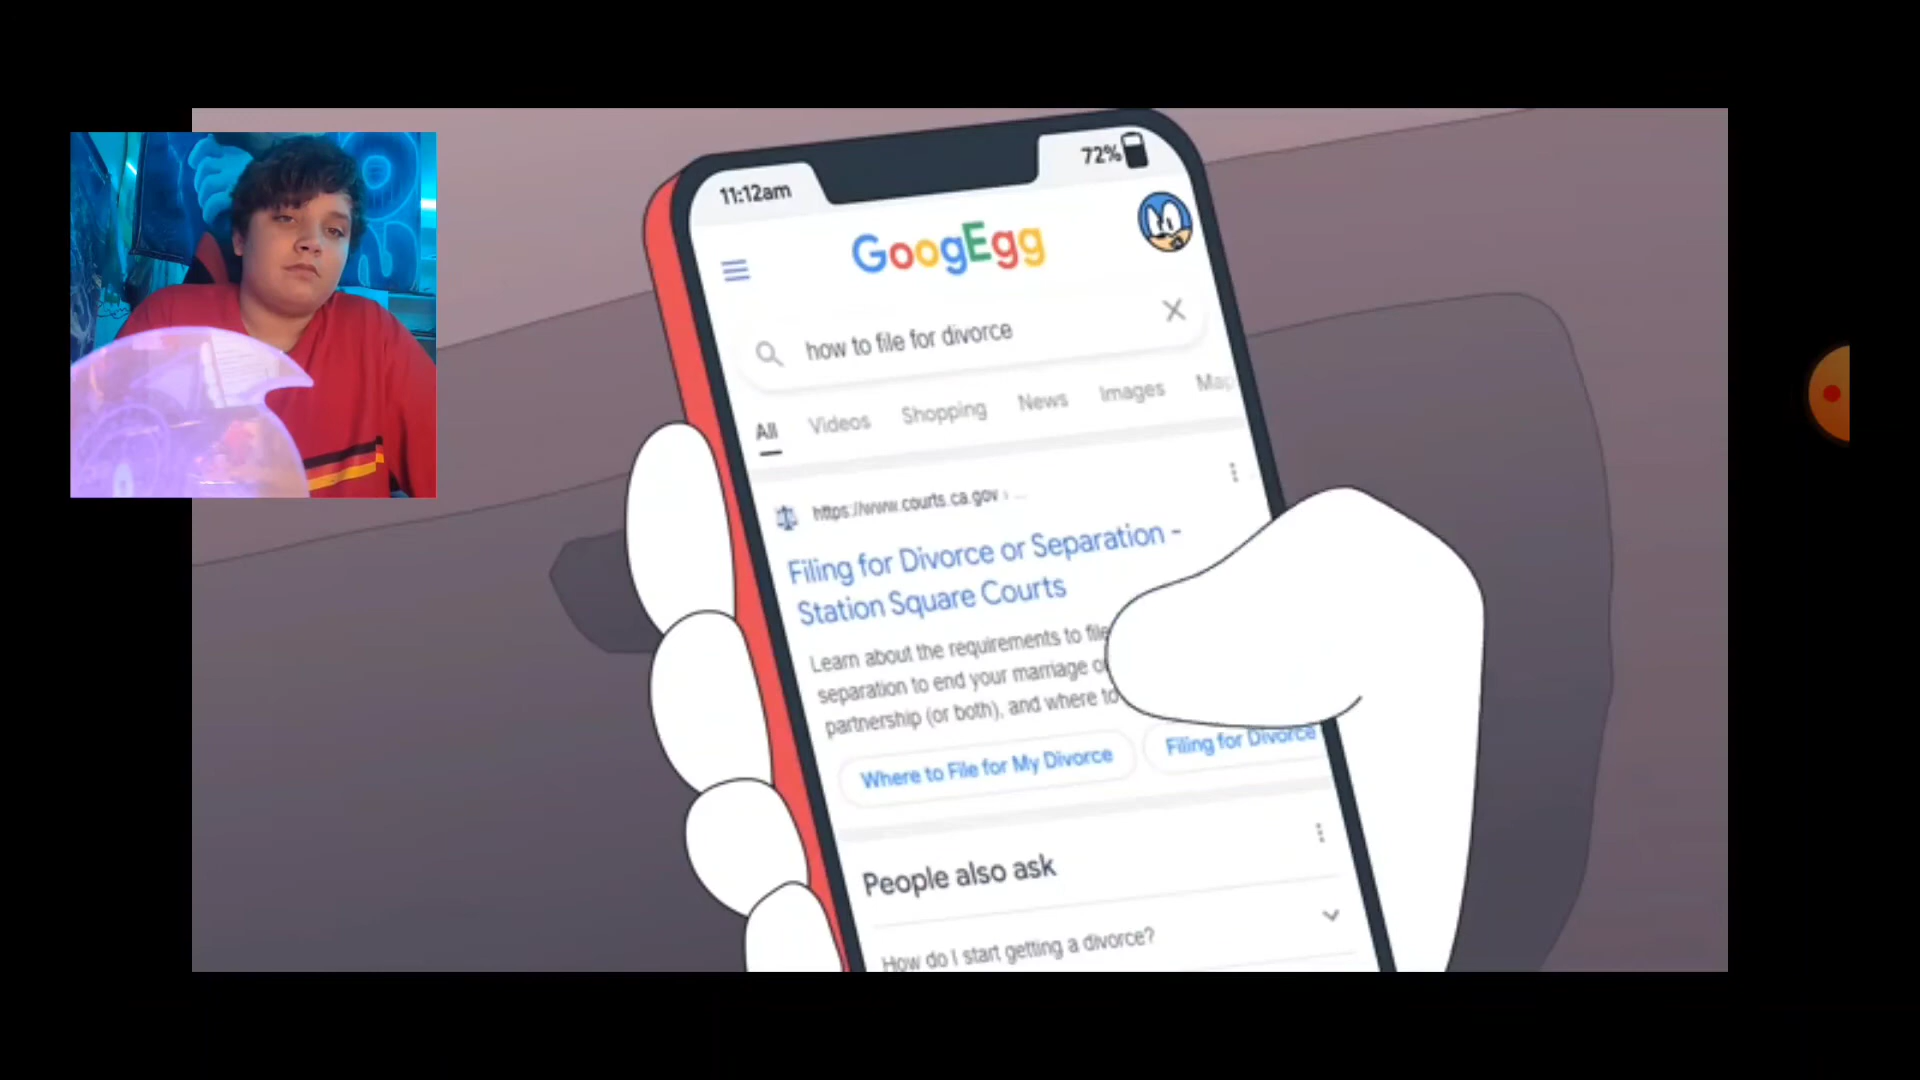 11:12am
72%
GoogEgg
how to file for divorce
All Videos Shopping News Images Map
https://www.courts.ca.gov › ...
Filing for Divorce or Separation -
Station Square Courts
Learn about the requirements to file
separation to end your marriage o
partnership (or both), and where to
Where to File for My Divorce
Filing for Divorce
People also ask
How do I start getting a divorce?